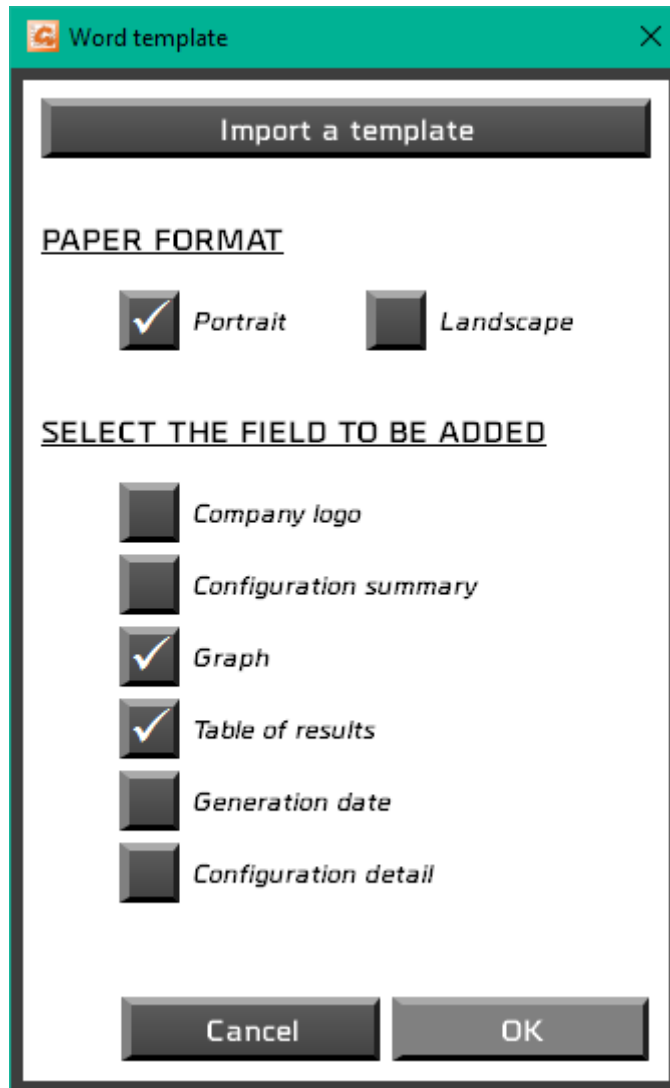 Word template
Import a template
PAPER FORMAT
Portrait Landscape
SELECT THE FIELD TO BE ADDED
Company logo
Configuration summary
Graph
Table of results
Generation date
Configuration detail
Cancel OK